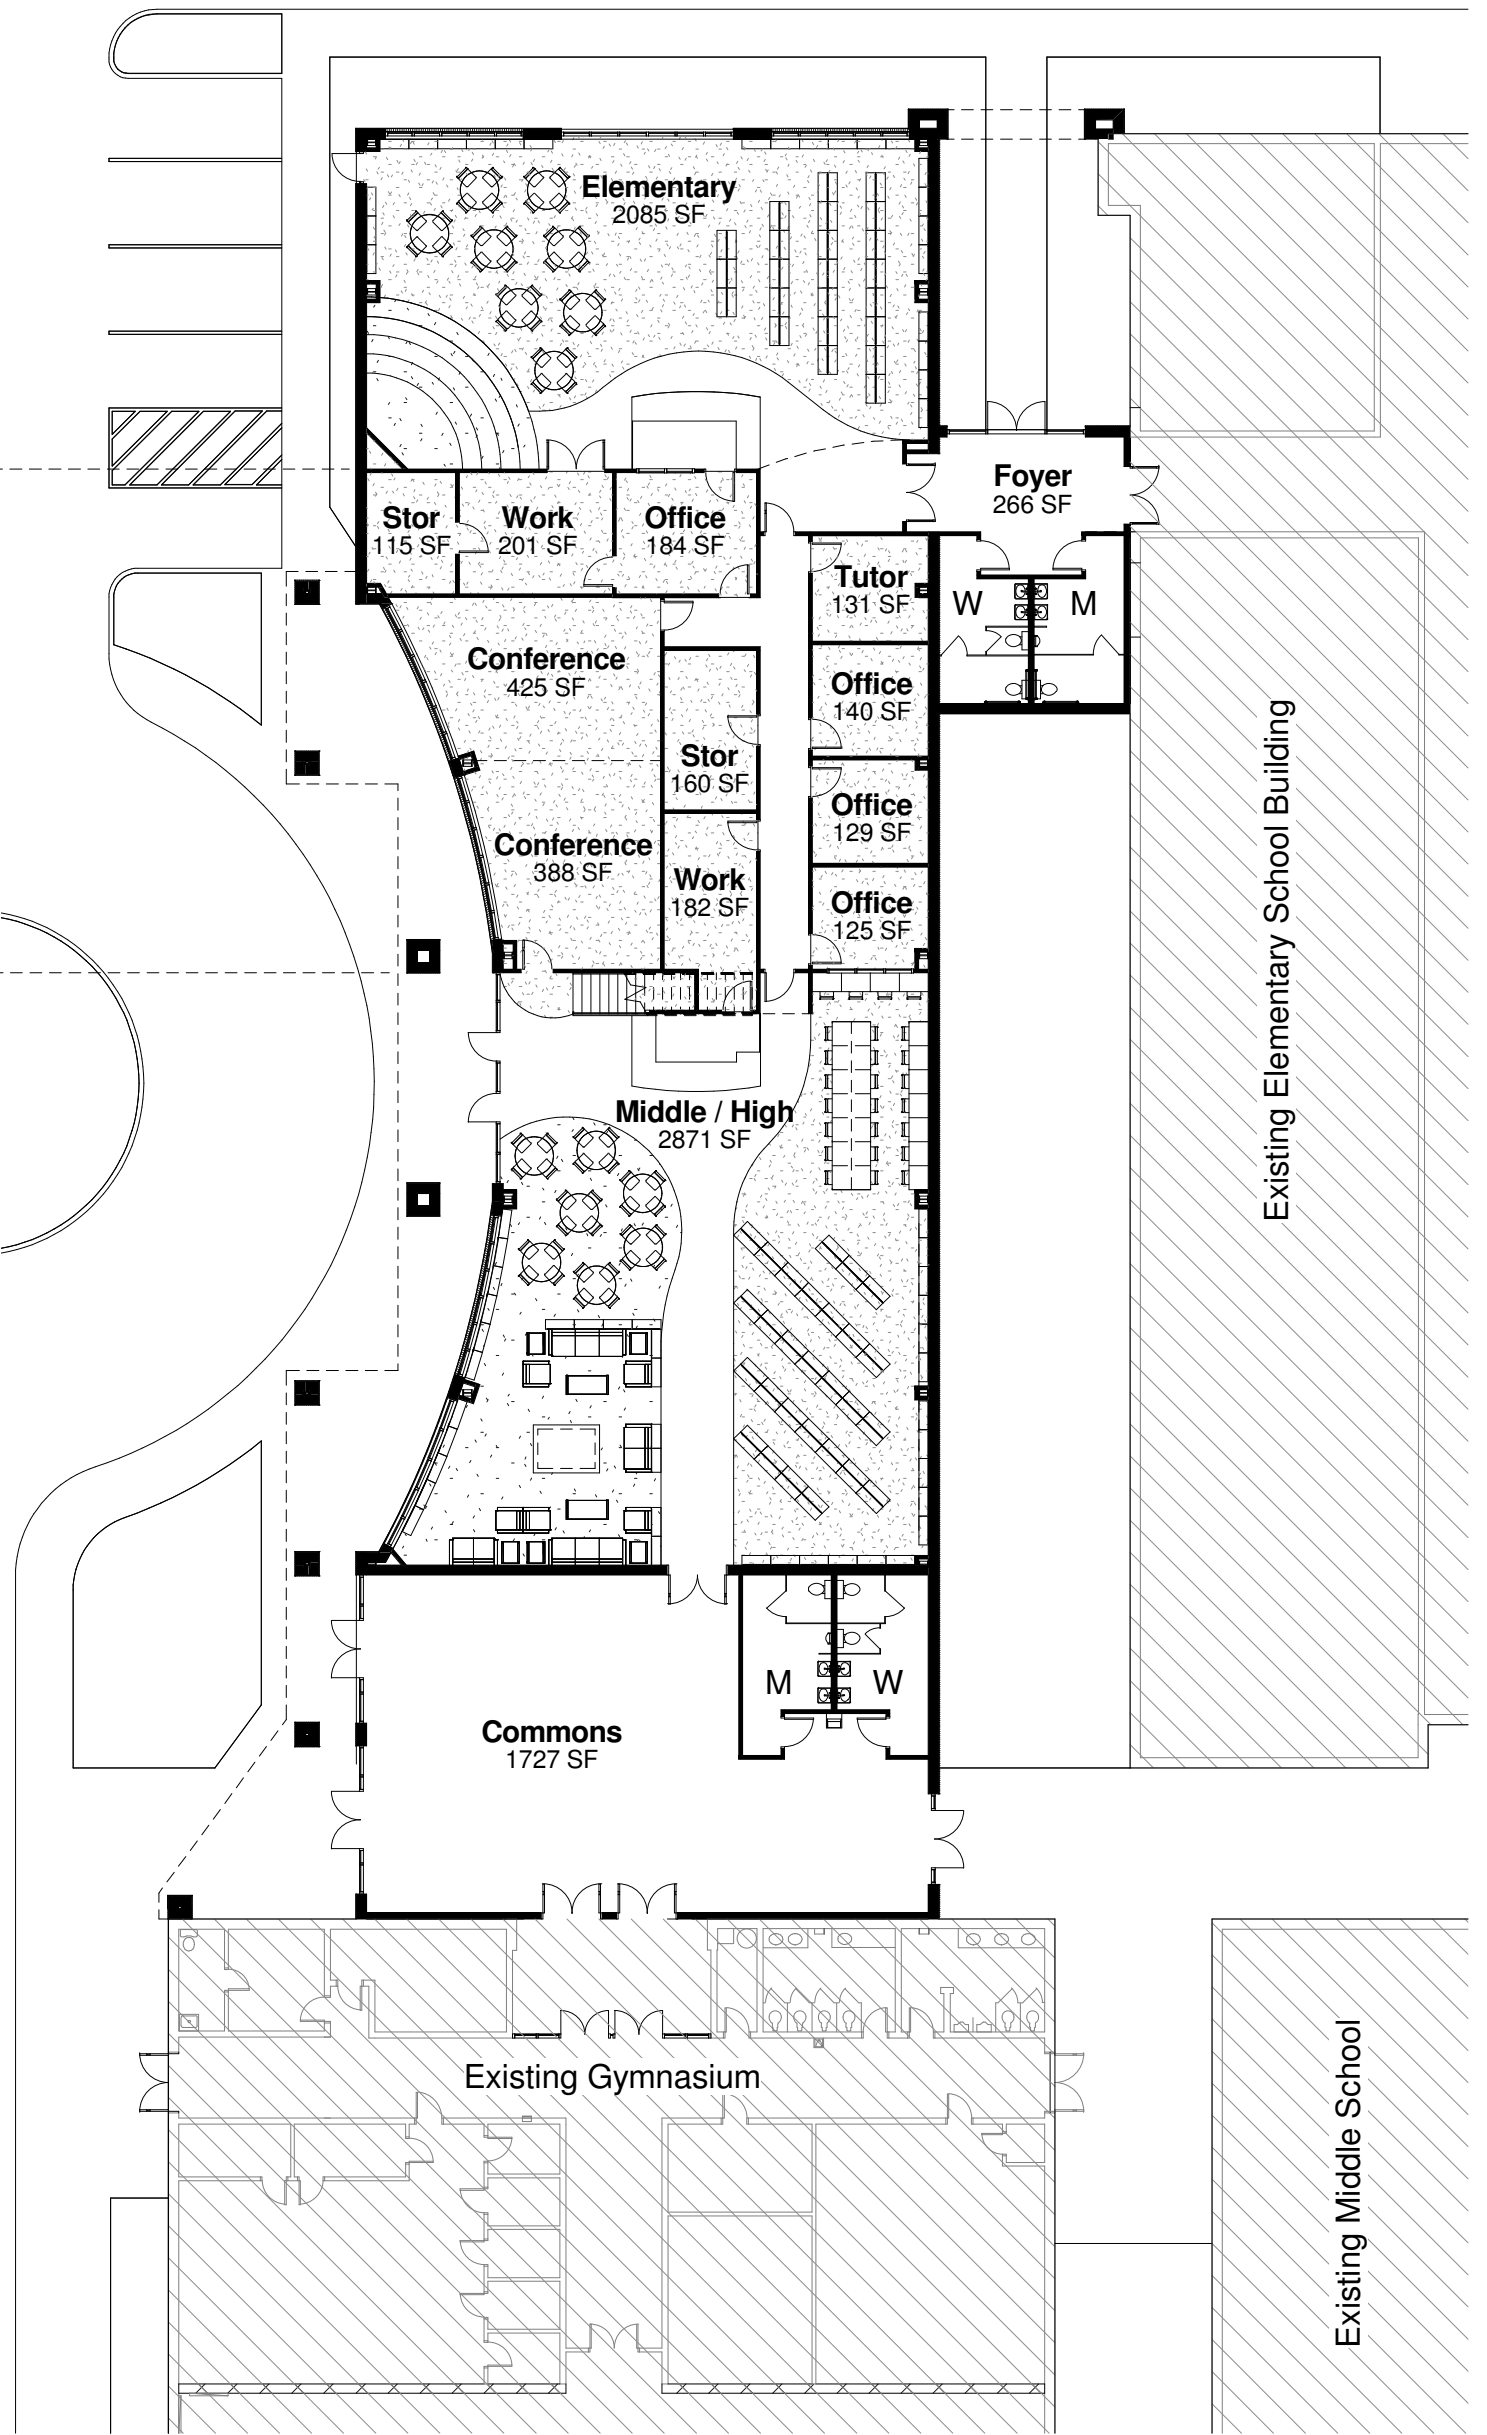 Elementary
2085 SF
Foyer
266 SF
Stor
115 SF
Work
201 SF
Office
184 SF
Tutor
131 SF
W
M
Conference
425 SF
Office
140 SF
Stor
160 SF
Office
129 SF
Conference
388 SF
Work
182 SF
Office
125 SF
Existing Elementary School Building
Middle / High
2871 SF
M
W
Commons
1727 SF
Existing Gymnasium
Existing Middle School